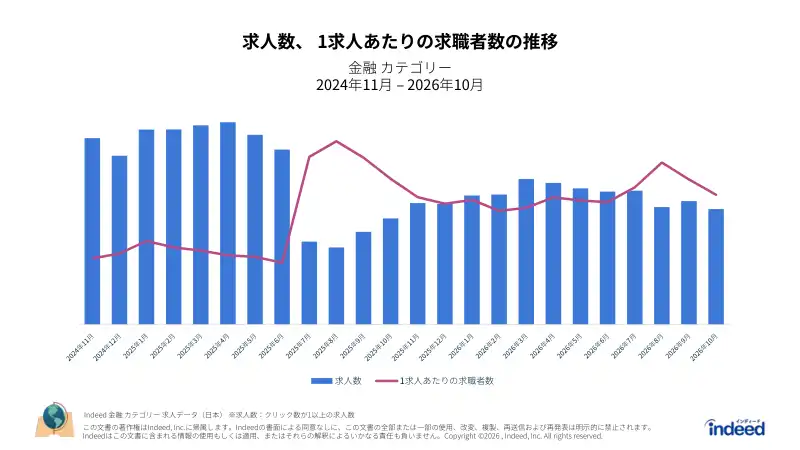 求人数、 1求人あたりの求職者数の推移
金融 カテゴリー
2024年11月 – 2026年10月
2024年11月
2024年12月
2025年1月
2025年2月
2025年3月
2025年4月
2025年5月
2025年6月
2025年7月
2025年8月
2025年9月
2025年10月
2025年11月
2025年12月
2026年1月
2026年2月
2026年3月
2026年4月
2026年5月
2026年6月
2026年7月
2026年8月
2026年9月
2026年10月
求人数
1求人あたりの求職者数
Indeed 金融 カテゴリー 求人データ（日本） ※求人数：クリック数が1以上の求人数
この文書の著作権はIndeed, Inc.に帰属します。Indeedの書面による同意なしに、この文書の全部または一部の使用、改変、複製、再送信および再発表は明示的に禁止されます。
Indeedはこの文書に含まれる情報の使用もしくは適用、またはそれらの解釈によるいかなる責任も負いません。Copyright ©2026 , Indeed, Inc. All rights reserved.
インディード
indeed